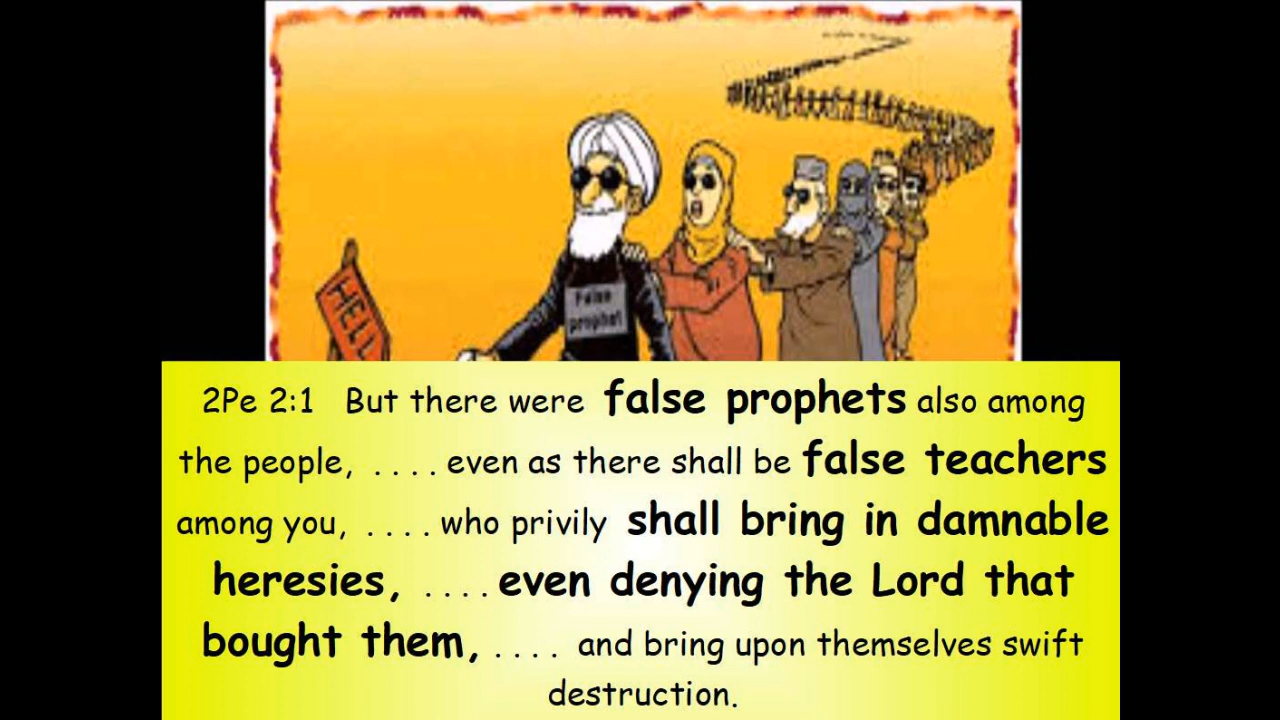 HELL
False
prophet
2Pe 2:1 But there were false prophets also among
the people, . . . . even as there shall be false teachers
among you, . . . . who privily shall bring in damnable
heresies, . . . . even denying the Lord that
bought them, . . . . and bring upon themselves swift
destruction.